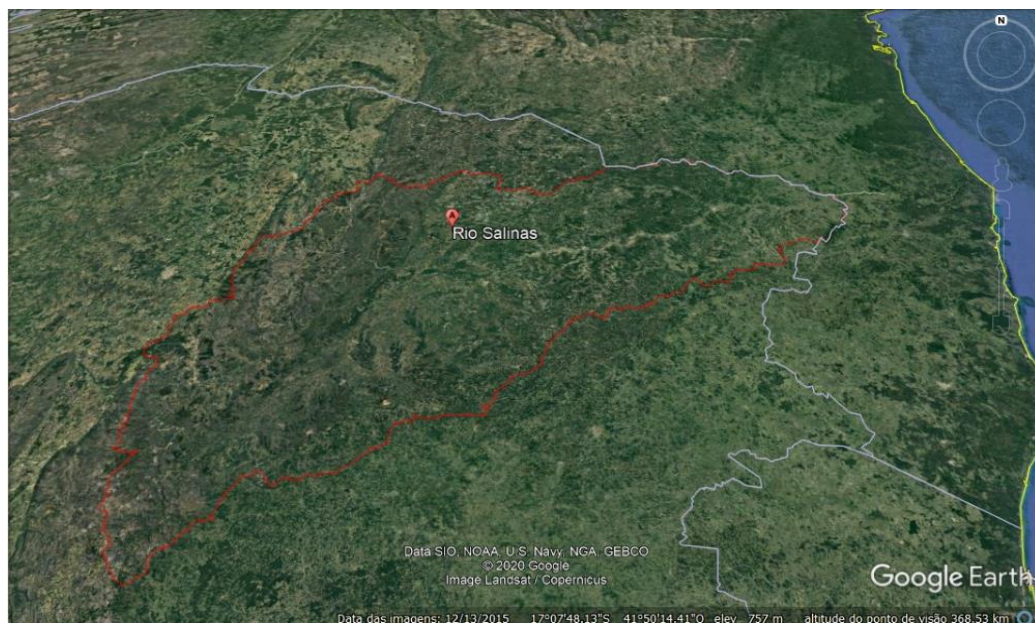 N
A
Rio Salinas
Data SIO, NOAA, U.S. Navy, NGA, GEBCO
© 2020 Google
Image Landsat / Copernicus
Google Earth
Data das imagens: 12/13/2015 17°07'48.13"S 41°50'14.41"O elev 757 m altitude do ponto de visão 368.53 km